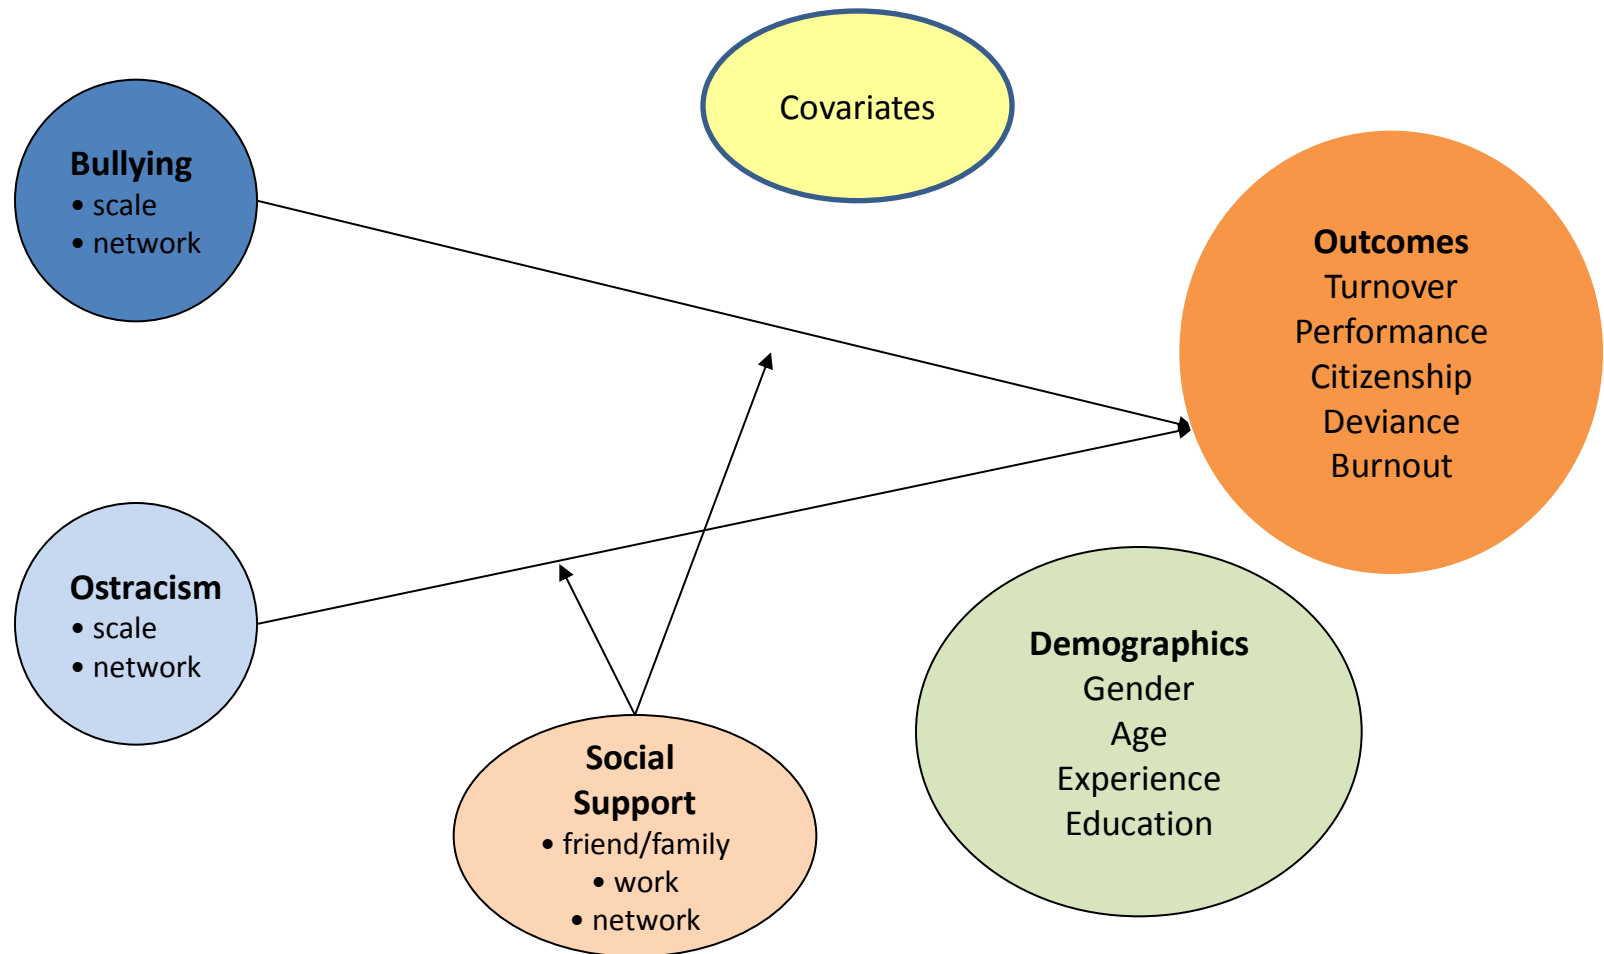 Covariates
Bullying
• scale
• network
Outcomes
Turnover
Performance
Citizenship
Deviance
Burnout
Ostracism
• scale
• network
Demographics
Gender
Age
Experience
Education
Social
Support
• friend/family
• work
• network